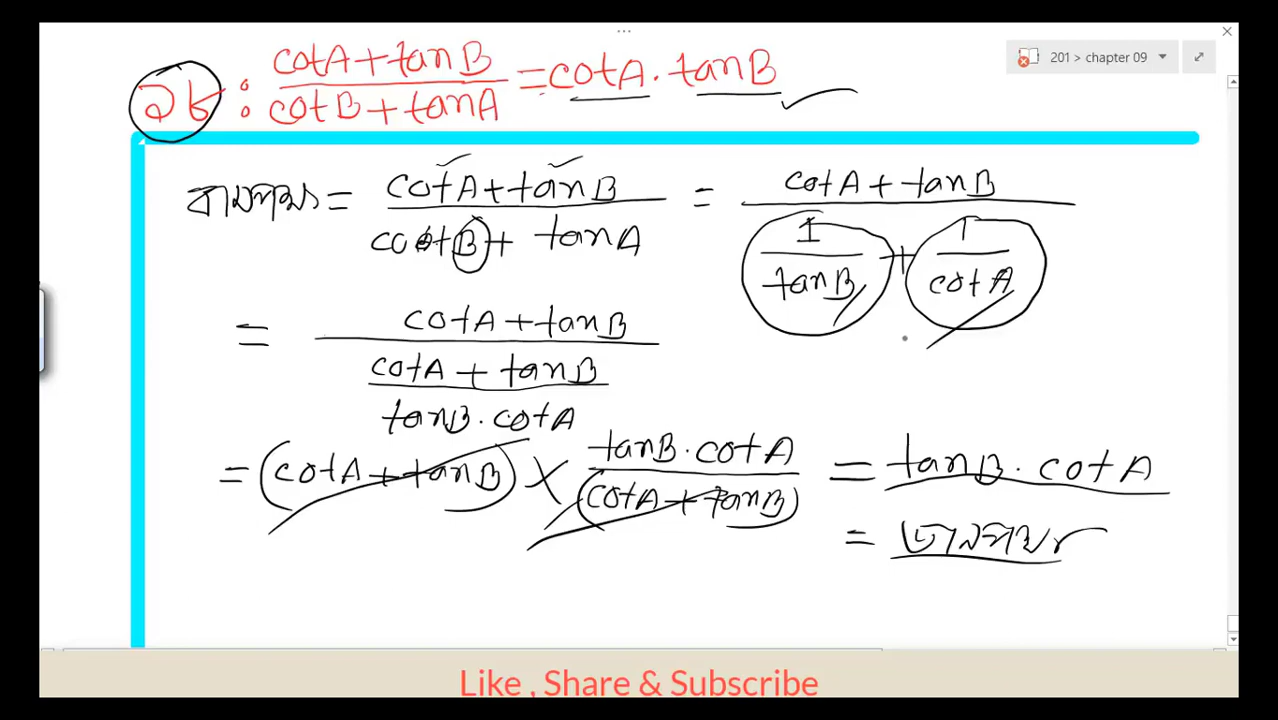 201 > chapter 09
১৮ : (cotA+tanB)/(cotB+tanA) = cotA . tanB
বামপক্ষ = (cotA+tanB)/(cotB+tanA) = (cotA+tanB)/(1/tanB + 1/cotA)
= (cotA+tanB)/((cotA+tanB)/(tanB.cotA))
= (cotA+tanB) × (tanB.cotA)/(cotA+tanB) = tanB.cotA
= ডানপক্ষ
Like , Share & Subscribe